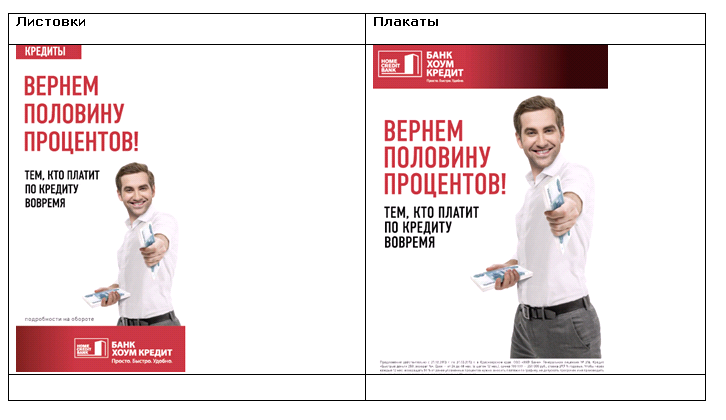 Листовки
Плакаты
КРЕДИТЫ
ВЕРНЕМ
ПОЛОВИНУ
ПРОЦЕНТОВ!
ТЕМ, КТО ПЛАТИТ
ПО КРЕДИТУ
ВОВРЕМЯ
подробности на обороте
HOME
CREDIT
BANK
БАНК
ХОУМ КРЕДИТ
Просто. Быстро. Удобно.
HOME
CREDIT
BANK
БАНК
ХОУМ
КРЕДИТ
Просто. Быстро. Удобно.
ВЕРНЕМ
ПОЛОВИНУ
ПРОЦЕНТОВ!
ТЕМ, КТО ПЛАТИТ
ПО КРЕДИТУ
ВОВРЕМЯ